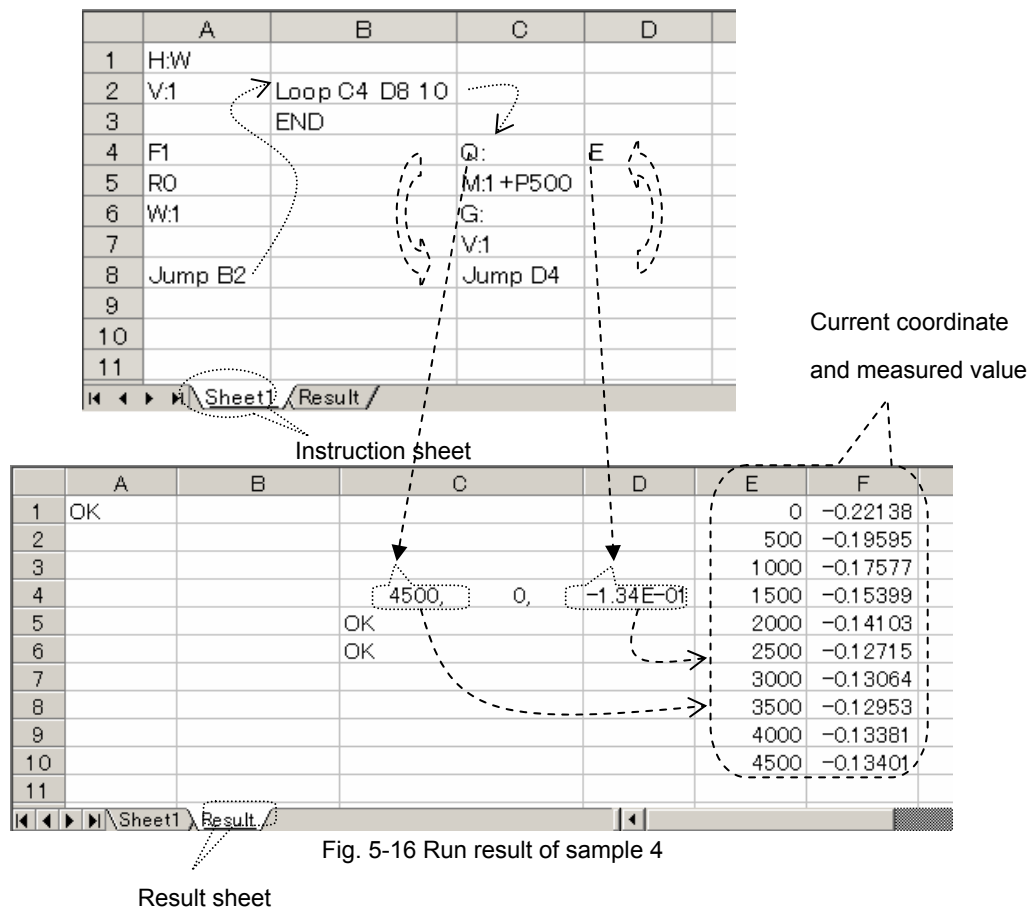 A B C D
1 H:W
2 V:1 Loop C4 D8 10
3 END
4 F1 Q: E
5 R0 M:1+P500
6 W:1 G:
7 V:1
8 Jump B2 Jump D4
9
10
11
Sheet1 Result
Current coordinate
and measured value
Instruction sheet
A B C D E F
1 OK 0 -0.22138
2 500 -0.19595
3 1000 -0.17577
4 4500, 0, -1.34E-01 1500 -0.15399
5 OK 2000 -0.14103
6 OK 2500 -0.12715
7 3000 -0.13064
8 3500 -0.12953
9 4000 -0.13381
10 4500 -0.13401
11
Sheet1 Result
Fig. 5-16 Run result of sample 4
Result sheet